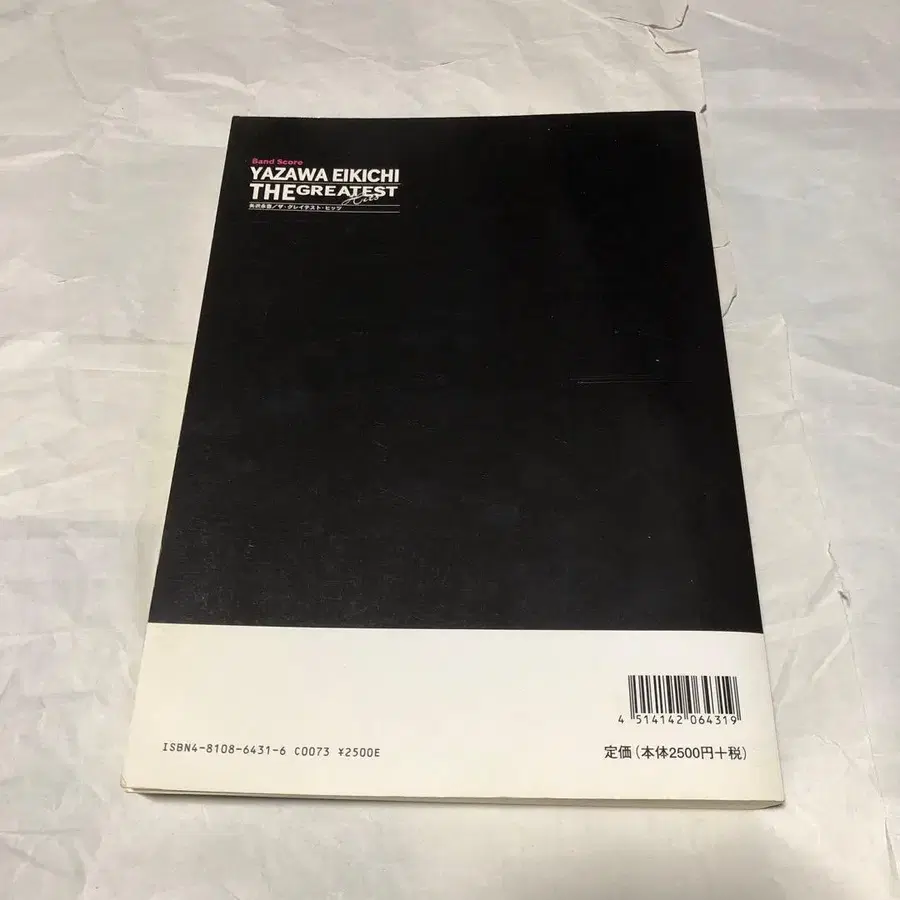 Band Score
YAZAWA EIKICHI
THE GREATEST
Hits
矢沢永吉／ザ・グレイテスト・ヒッツ
4 514142 064319
ISBN4-8108-6431-6 C0073 ¥2500E
定価(本体2500円+税)